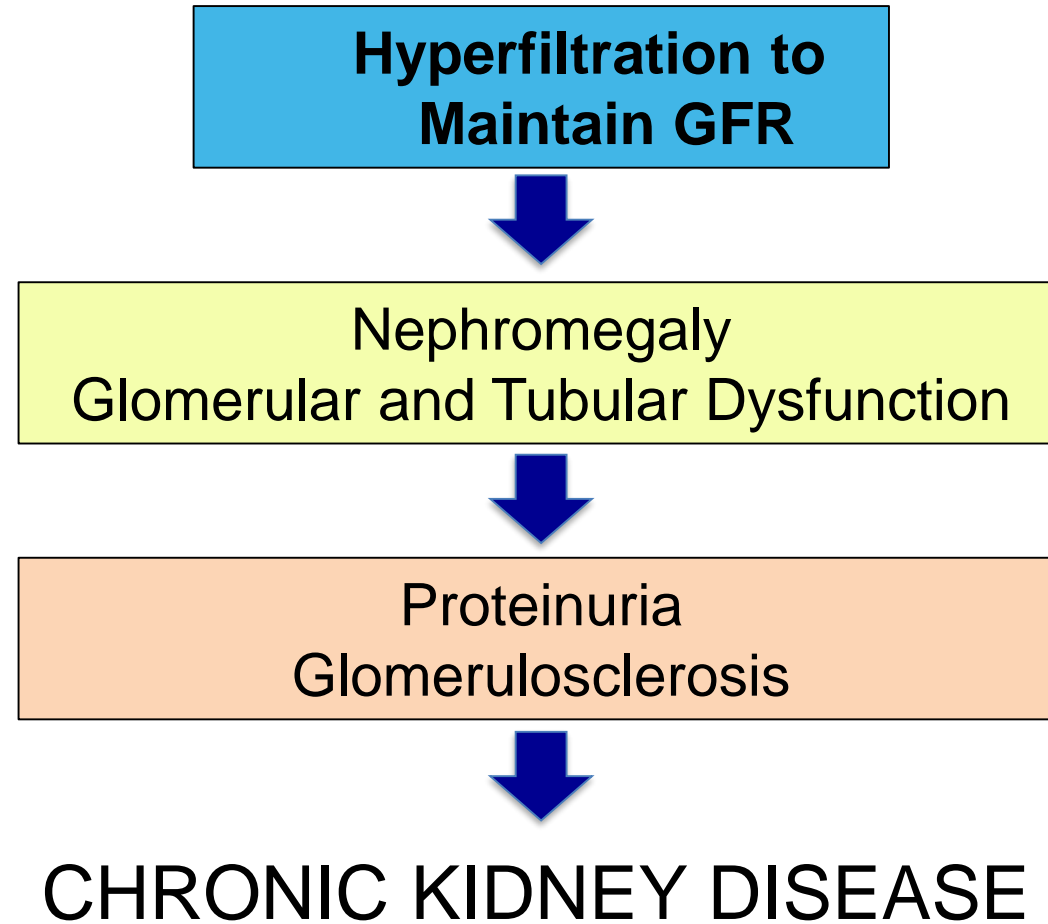 Hyperfiltration to
Maintain GFR
Nephromegaly
Glomerular and Tubular Dysfunction
Proteinuria
Glomerulosclerosis
CHRONIC KIDNEY DISEASE